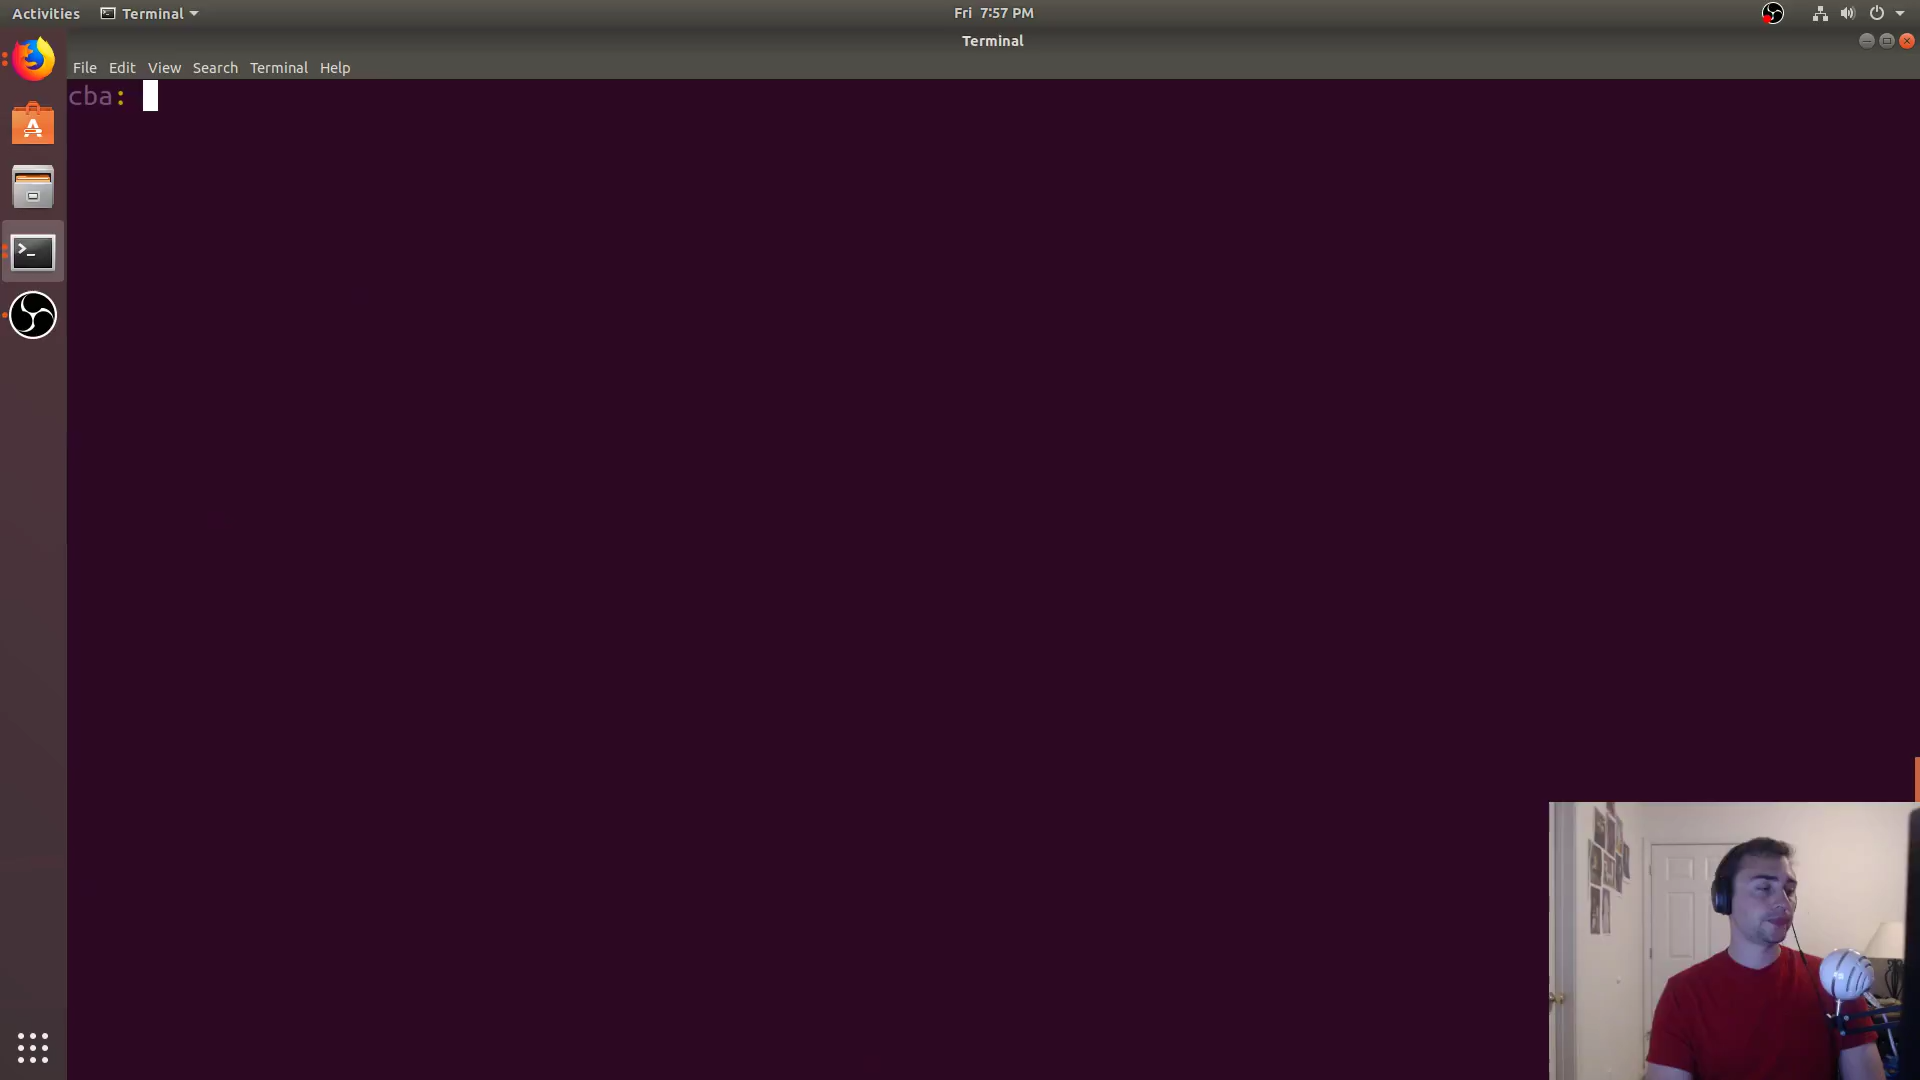 Activities Terminal Fri 7:57 PM
Terminal
File Edit View Search Terminal Help
cba: